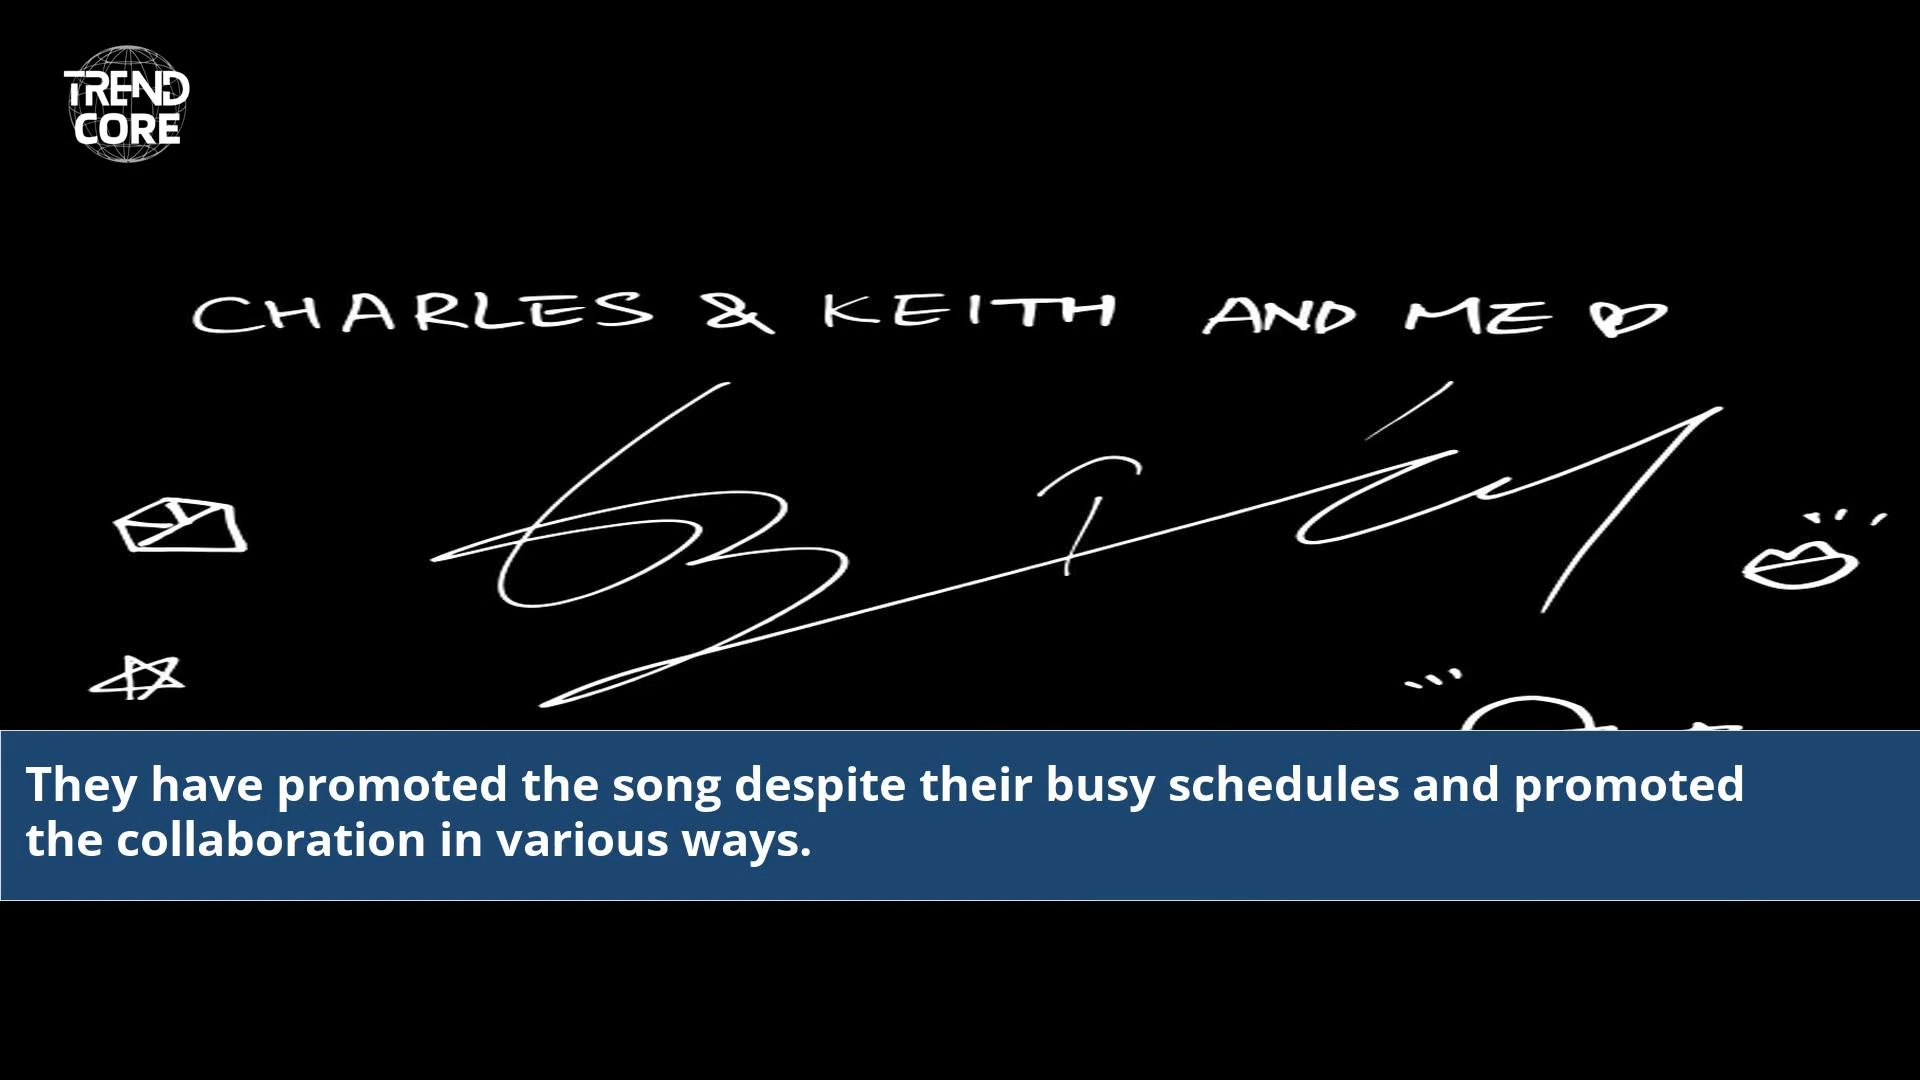 TREND
CORE
CHARLES & KEITH AND ME
They have promoted the song despite their busy schedules and promoted
the collaboration in various ways.